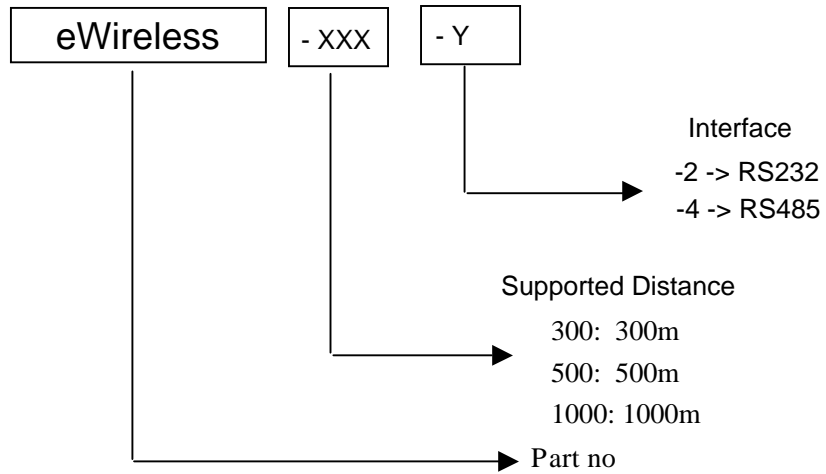 eWireless - XXX - Y
Interface
-2 -> RS232
-4 -> RS485
Supported Distance
300: 300m
500: 500m
1000: 1000m
Part no